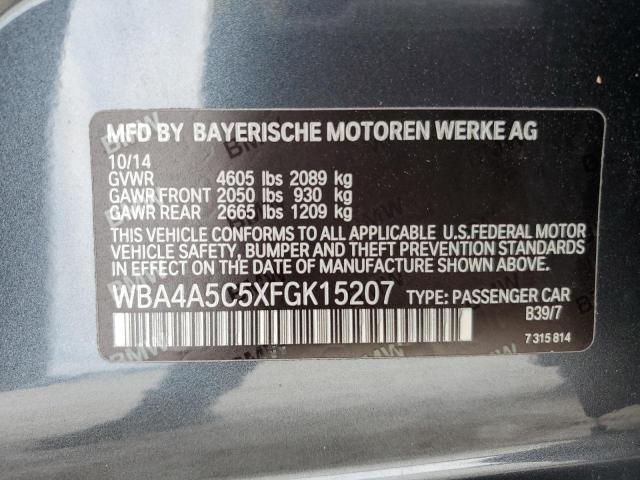 MFD BY BAYERISCHE MOTOREN WERKE AG
10/14
GVWR 4605 lbs 2089 kg
GAWR FRONT 2050 lbs 930 kg
GAWR REAR 2665 lbs 1209 kg
THIS VEHICLE CONFORMS TO ALL APPLICABLE U.S.FEDERAL MOTOR
VEHICLE SAFETY, BUMPER AND THEFT PREVENTION STANDARDS
IN EFFECT ON THE DATE OF MANUFACTURE SHOWN ABOVE.
WBA4A5C5XFGK15207 TYPE: PASSENGER CAR
B39/7
7 315 814